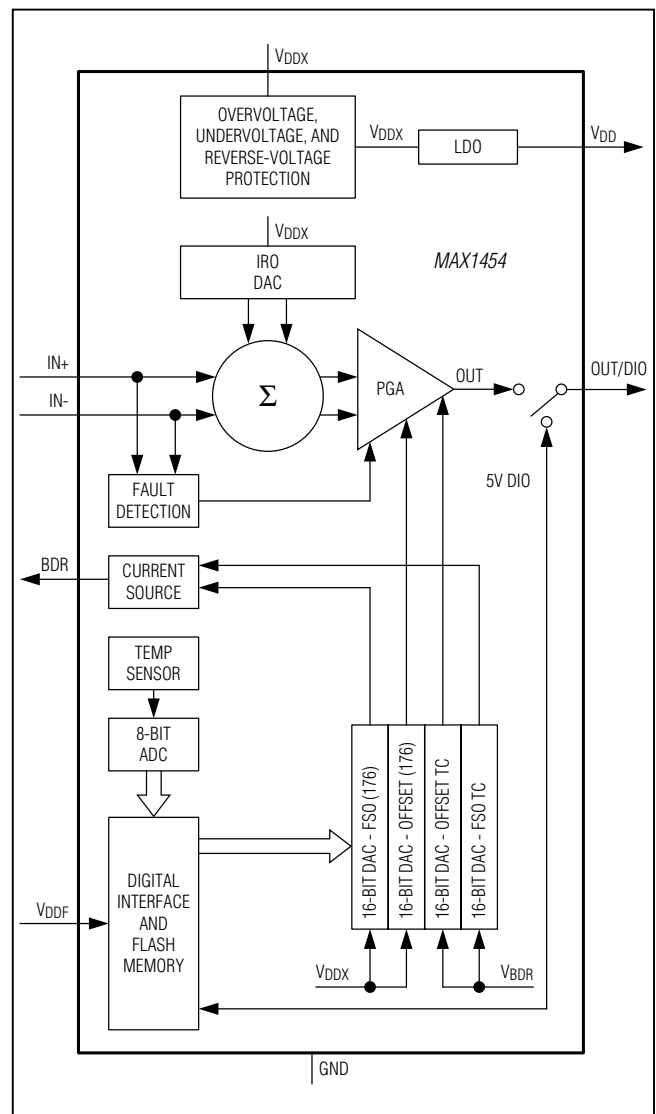 VDDX
OVERVOLTAGE,
UNDERVOLTAGE, AND
REVERSE-VOLTAGE
PROTECTION
VDDX
LDO
VDD
VDDX
IRO
DAC
MAX1454
IN+
IN-
Σ
PGA
OUT
OUT/DIO
5V DIO
FAULT
DETECTION
BDR
CURRENT
SOURCE
TEMP
SENSOR
8-BIT
ADC
16-BIT DAC - FSO (176)
16-BIT DAC - OFFSET (176)
16-BIT DAC - OFFSET TC
16-BIT DAC - FSO TC
VDDF
DIGITAL
INTERFACE
AND
FLASH
MEMORY
VDDX
VBDR
GND